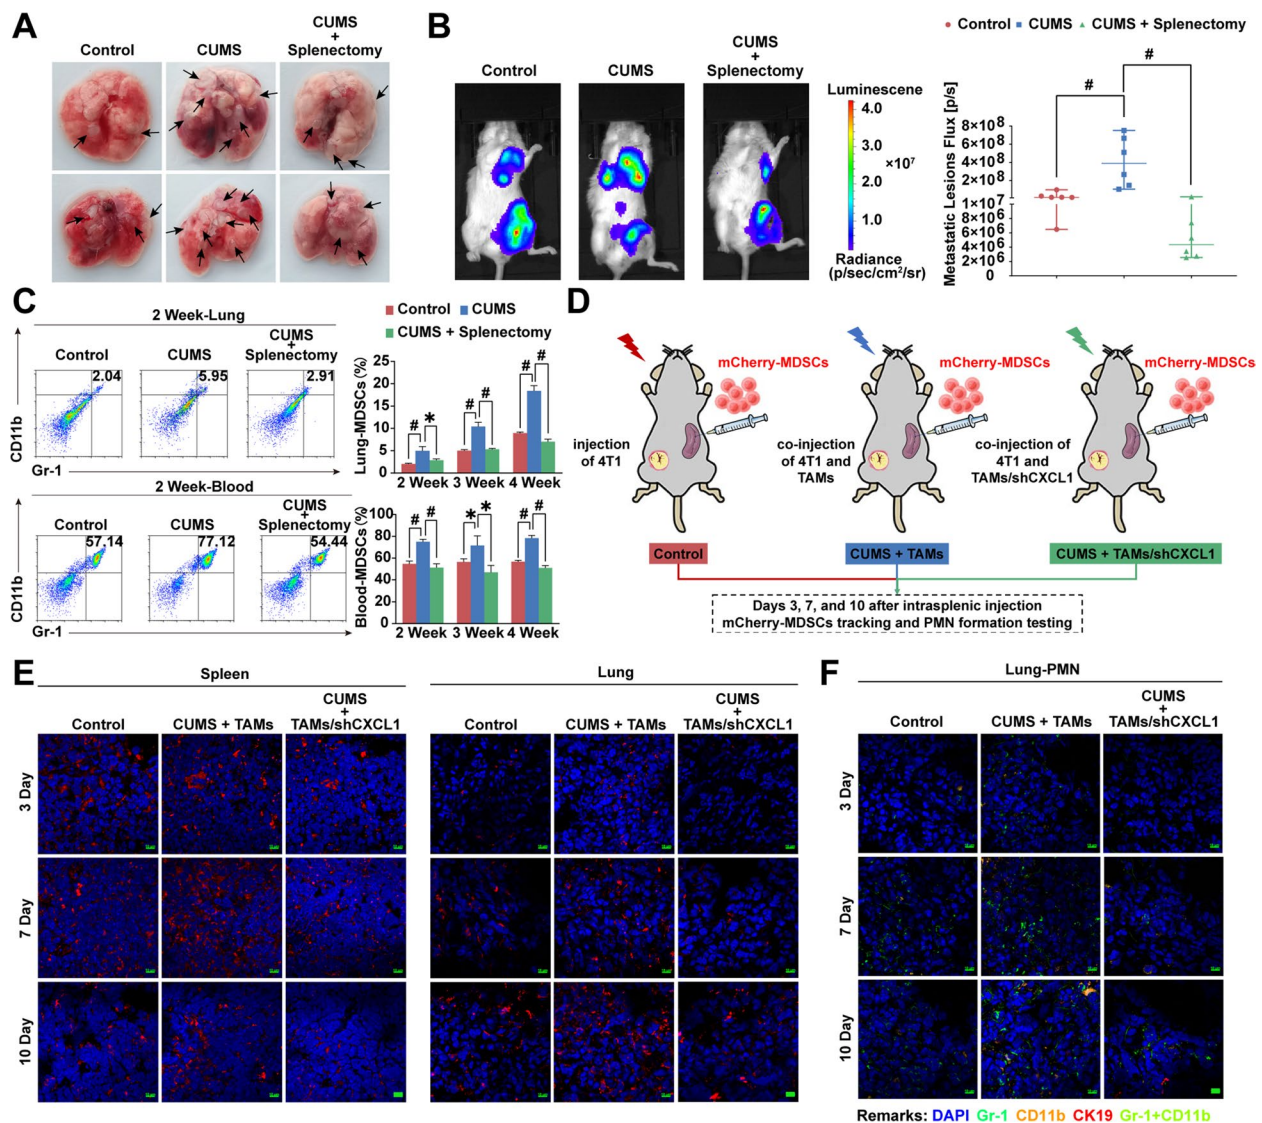 A
Control
CUMS
CUMS
+
Splenectomy
B
Control
CUMS
CUMS
+
Splenectomy
Luminescene
4.0
3.0
×10⁷
2.0
1.0
Radiance
(p/sec/cm²/sr)
Control CUMS CUMS + Splenectomy
#
#
Metastatic Lesions Flux [p/s]
8×10⁸
6×10⁸
4×10⁸
2×10⁸
1×10⁷
8×10⁶
6×10⁶
4×10⁶
2×10⁶
0
C
2 Week-Lung
Control
CUMS
CUMS
+
Splenectomy
2.04
5.95
2.91
CD11b
Gr-1
2 Week-Blood
Control
CUMS
CUMS
+
Splenectomy
57.14
77.12
54.44
CD11b
Gr-1
Control CUMS
CUMS + Splenectomy
Lung-MDSCs (%)
25
20
15
10
5
0
# * # # # #
2 Week 3 Week 4 Week
Blood-MDSCs (%)
100
80
60
40
20
0
# # * * # #
2 Week 3 Week 4 Week
D
mCherry-MDSCs
injection
of 4T1
Control
mCherry-MDSCs
co-injection
of 4T1 and
TAMs
CUMS + TAMs
mCherry-MDSCs
co-injection of
4T1 and
TAMs/shCXCL1
CUMS + TAMs/shCXCL1
Days 3, 7, and 10 after intrasplenic injection
mCherry-MDSCs tracking and PMN formation testing
E
Spleen
Control
CUMS + TAMs
CUMS
+
TAMs/shCXCL1
Lung
Control
CUMS + TAMs
CUMS
+
TAMs/shCXCL1
3 Day
7 Day
10 Day
F
Lung-PMN
Control
CUMS + TAMs
CUMS
+
TAMs/shCXCL1
3 Day
7 Day
10 Day
Remarks: DAPI Gr-1 CD11b CK19 Gr-1+CD11b